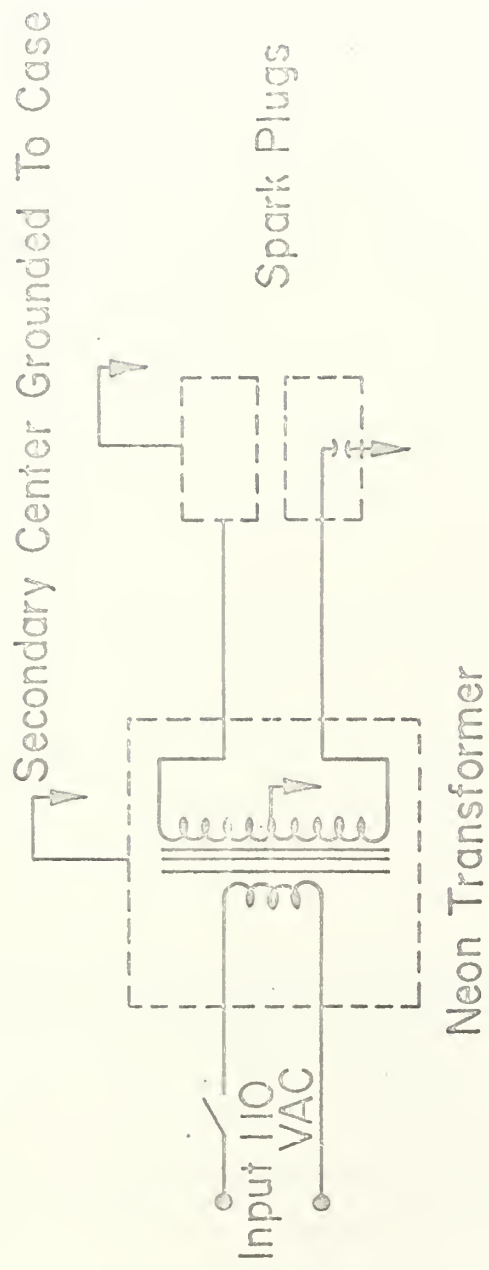 Secondary Center Grounded To Case
Spark Plugs
Input 110
VAC
Neon Transformer